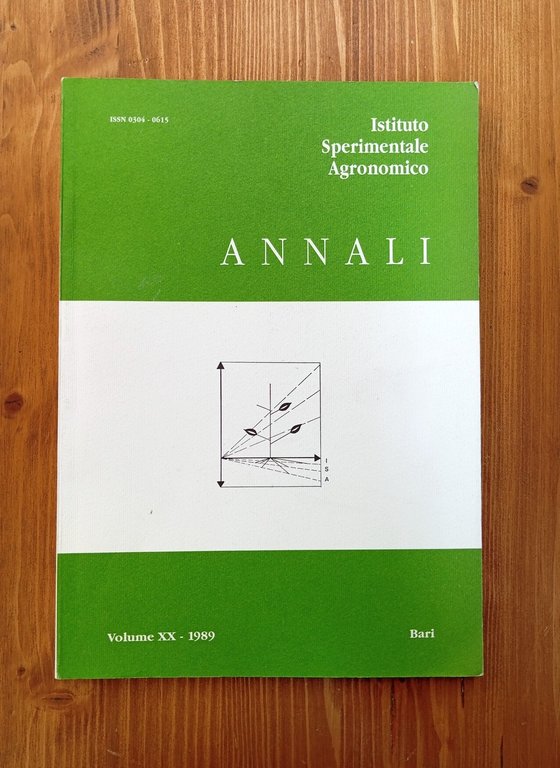 ISSN 0304 - 0615
Istituto
Sperimentale
Agronomico
ANNALI
I
S
A
Volume XX - 1989
Bari